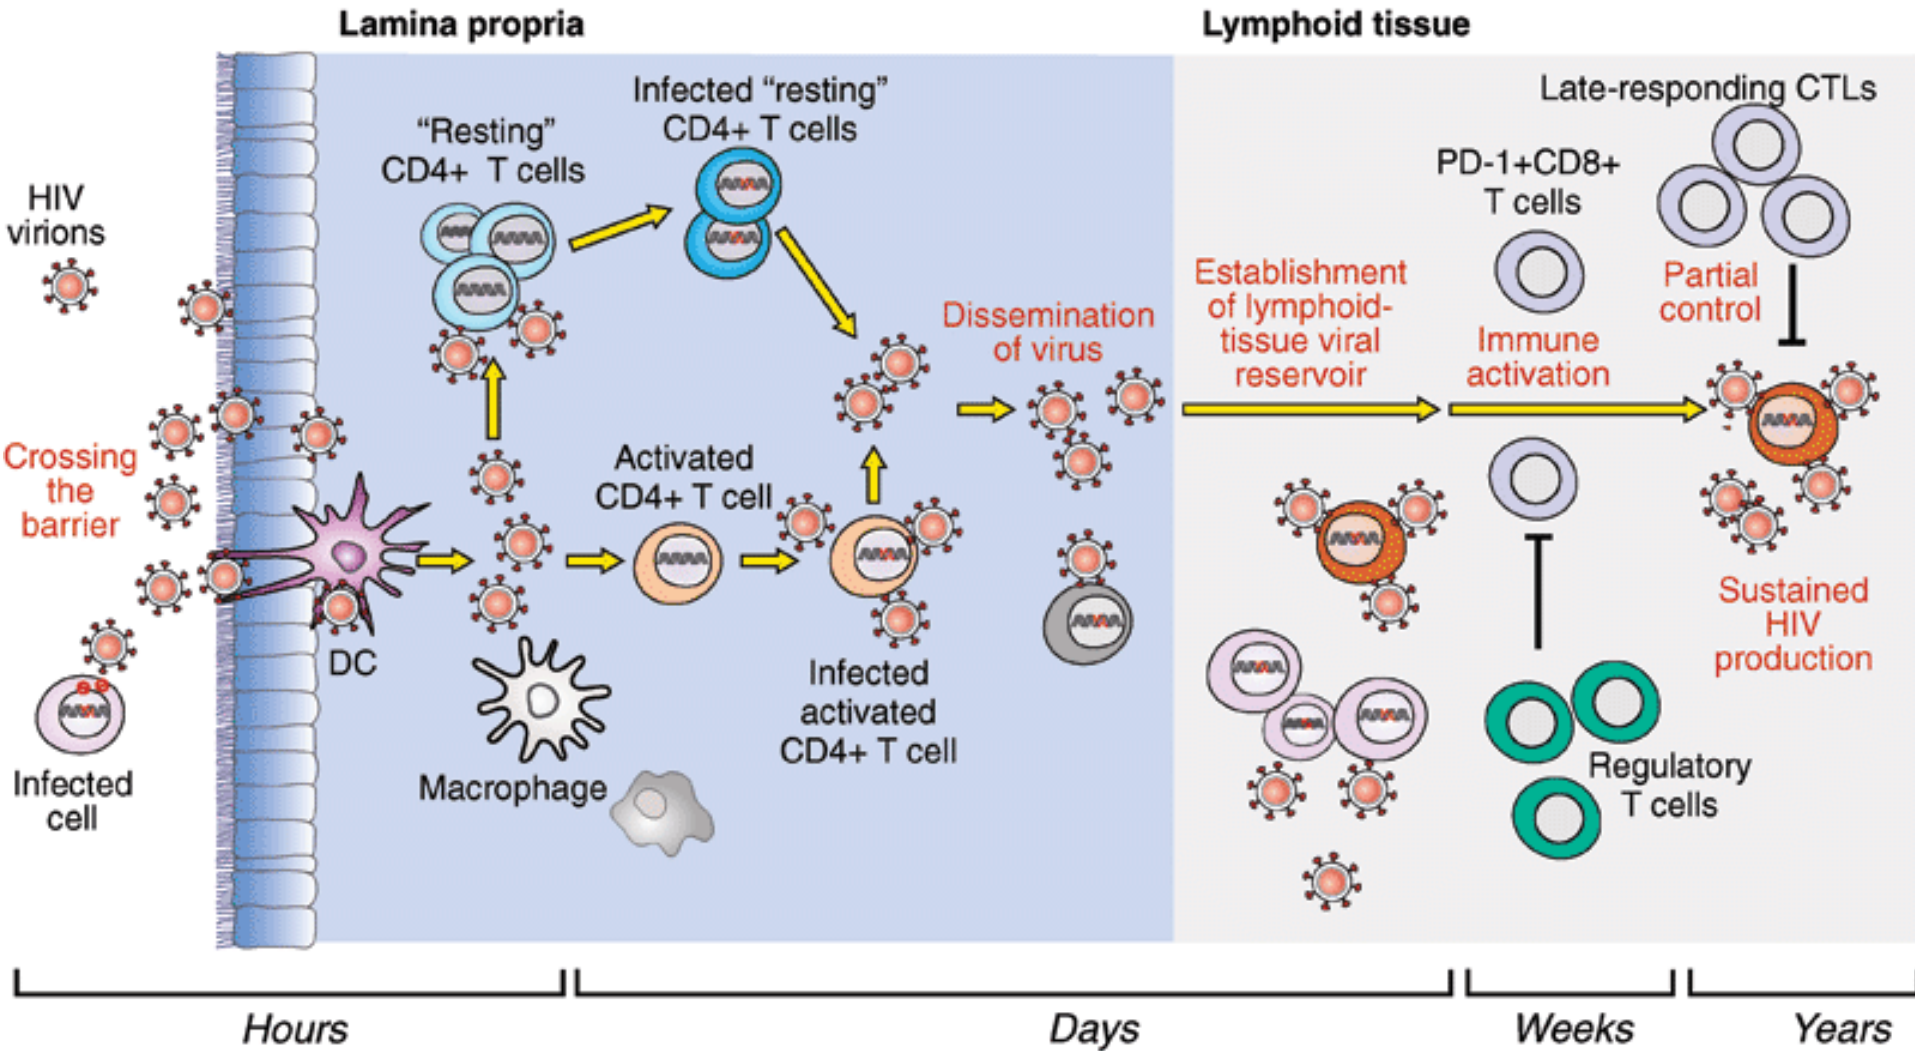 Lamina propria
Lymphoid tissue
HIV
virions
Crossing
the
barrier
Infected
cell
"Resting"
CD4+ T cells
Infected "resting"
CD4+ T cells
DC
Macrophage
Activated
CD4+ T cell
Infected
activated
CD4+ T cell
Dissemination
of virus
Establishment
of lymphoid-
tissue viral
reservoir
PD-1+CD8+
T cells
Immune
activation
Regulatory
T cells
Late-responding CTLs
Partial
control
Sustained
HIV
production
Hours
Days
Weeks
Years